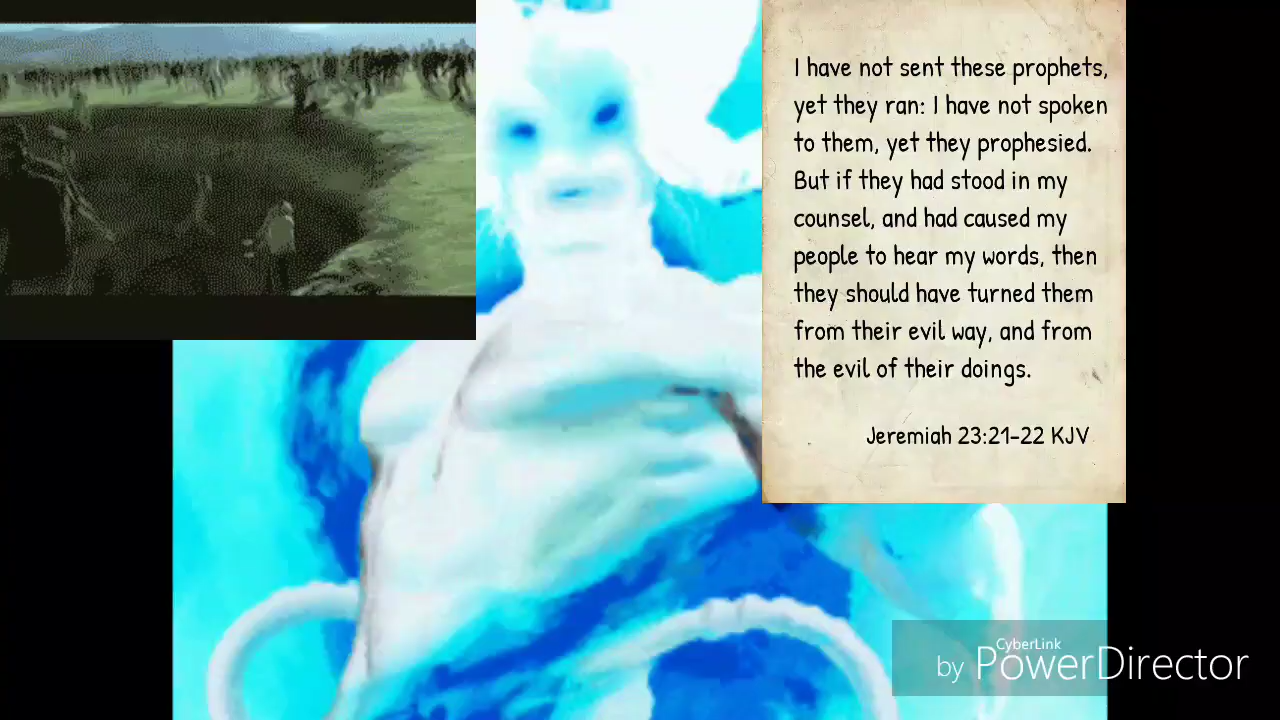 I have not sent these prophets,
yet they ran: I have not spoken
to them, yet they prophesied.
But if they had stood in my
counsel, and had caused my
people to hear my words, then
they should have turned them
from their evil way, and from
the evil of their doings.
Jeremiah 23:21-22 KJV
CyberLink
by PowerDirector